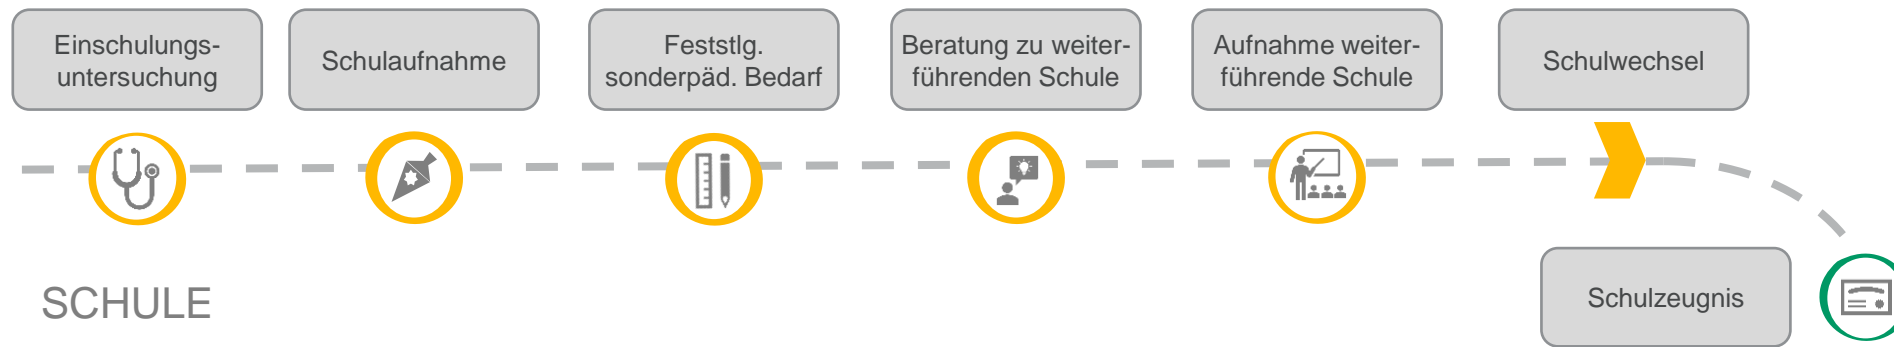 Einschulungs-
untersuchung
Schulaufnahme
Feststlg.
sonderpäd. Bedarf
Beratung zu weiter-
führenden Schule
Aufnahme weiter-
führende Schule
Schulwechsel
SCHULE
Schulzeugnis